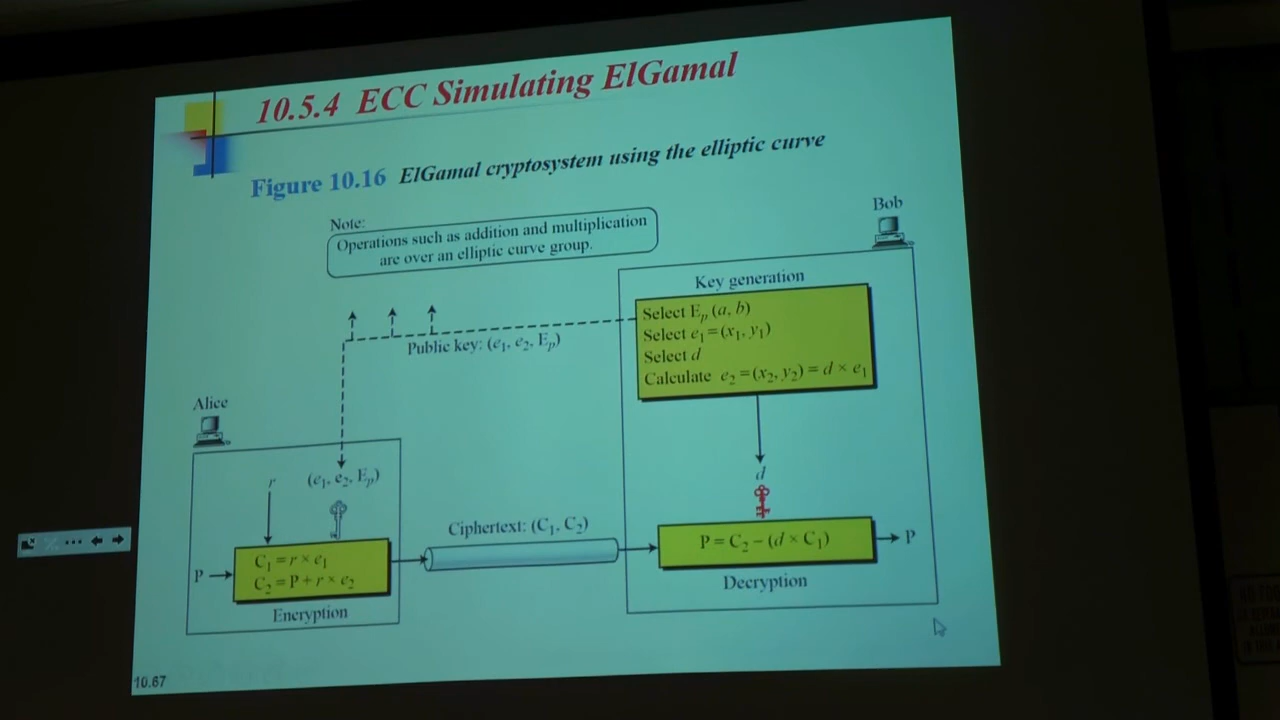 10.5.4 ECC Simulating ElGamal
Figure 10.16 ElGamal cryptosystem using the elliptic curve
Note:
Operations such as addition and multiplication
are over an elliptic curve group.
Bob
Key generation
Select Eₚ (a, b)
Select e₁ = (x₁, y₁)
Select d
Calculate e₂ = (x₂, y₂) = d × e₁
Public key: (e₁, e₂, Eₚ)
Alice
r
(e₁, e₂, Eₚ)
d
Ciphertext: (C₁, C₂)
P
C₁ = r × e₁
C₂ = P + r × e₂
Encryption
P = C₂ – (d × C₁)
P
Decryption
10.67